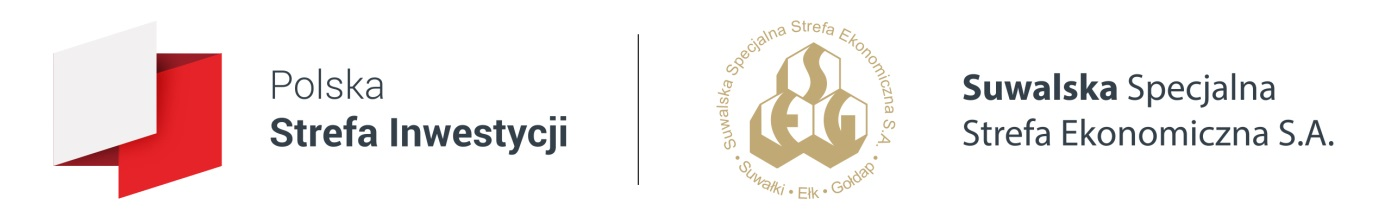 Polska
Strefa Inwestycji
Suwalska Specjalna Strefa Ekonomiczna S.A.
• Suwałki • Ełk • Gołdap •
S
E G
Suwalska Specjalna
Strefa Ekonomiczna S.A.